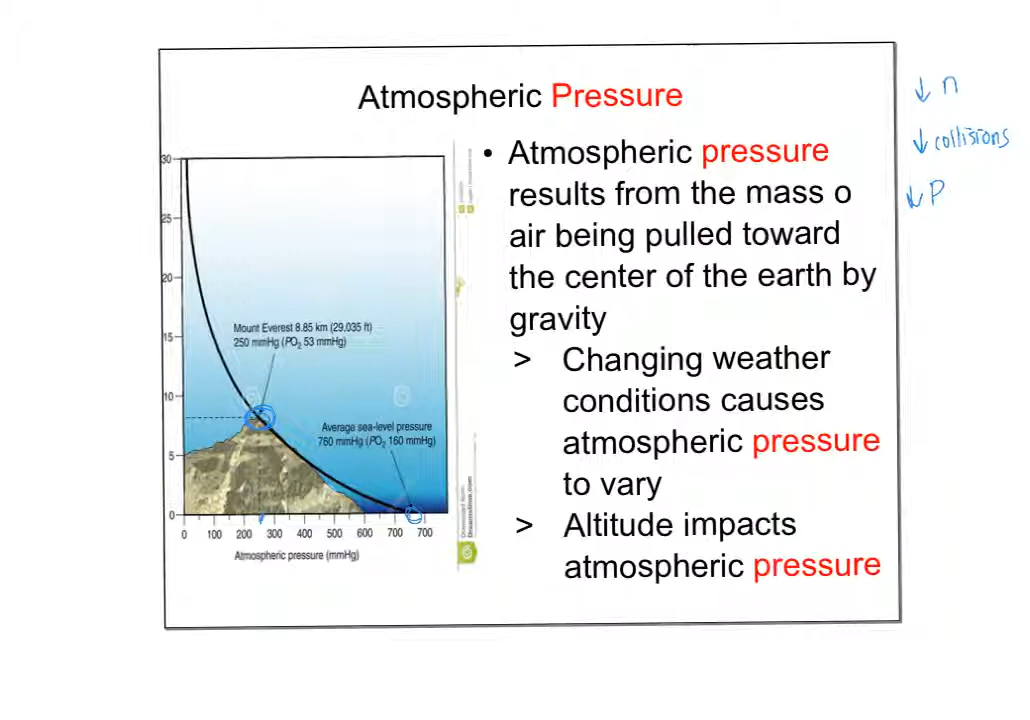 Atmospheric Pressure
↓ n
↓ collisions
↓ P
• Atmospheric pressure
results from the mass o
air being pulled toward
the center of the earth by
gravity
> Changing weather
conditions causes
atmospheric pressure
to vary
> Altitude impacts
atmospheric pressure
30
25
20
15
10
5
0
Mount Everest 8.85 km (29.035 ft)
250 mmHg (PO₂ 53 mmHg)
Average sea-level pressure
760 mmHg (PO₂ 160 mmHg)
0 100 200 300 400 500 600 700 700
Atmospheric pressure (mmHg)
Dreamstime.com